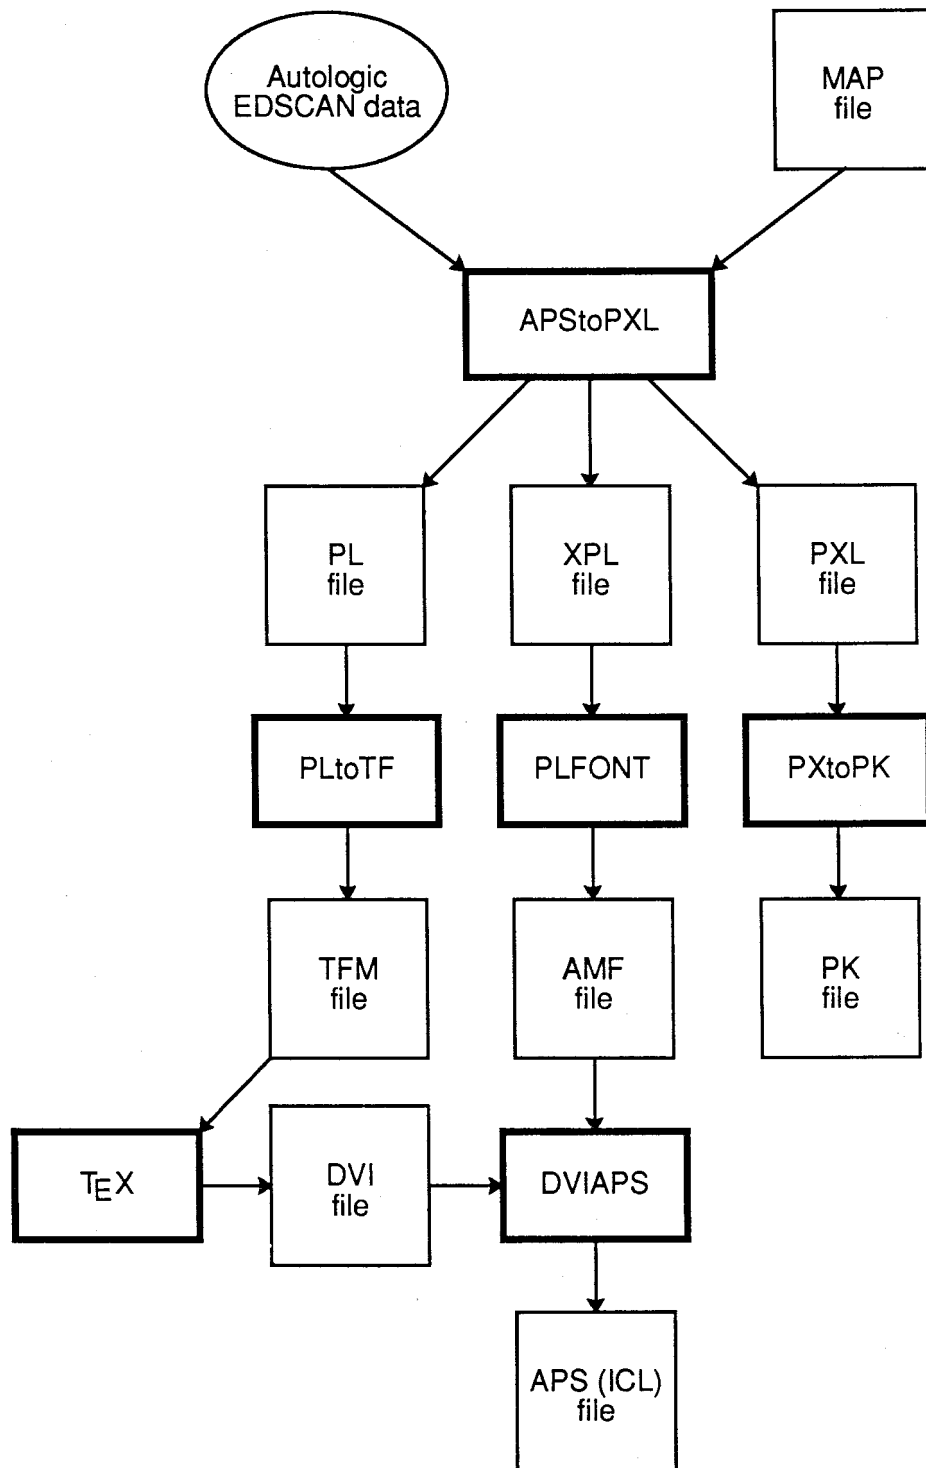 Autologic
EDSCAN data
MAP
file
APStoPXL
PL
file
XPL
file
PXL
file
PLtoTF
PLFONT
PXtoPK
TFM
file
AMF
file
PK
file
TEX
DVI
file
DVIAPS
APS (ICL)
file